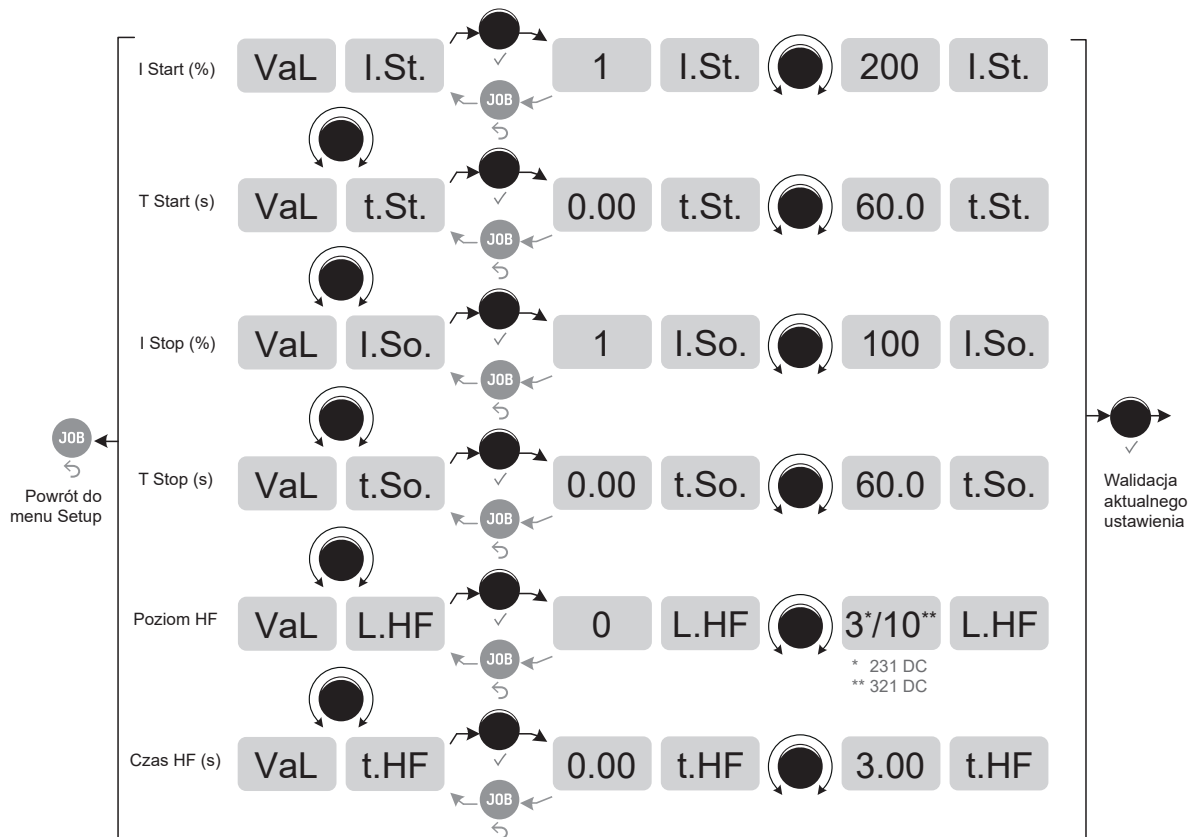 I Start (%) VaL I.St. 1 I.St. 200 I.St.
JOB
T Start (s) VaL t.St. 0.00 t.St. 60.0 t.St.
JOB
I Stop (%) VaL I.So. 1 I.So. 100 I.So.
JOB
JOB
Powrót do
menu Setup
T Stop (s) VaL t.So. 0.00 t.So. 60.0 t.So.
JOB
Walidacja
aktualnego
ustawienia
Poziom HF VaL L.HF 0 L.HF 3*/10** L.HF
* 231 DC
** 321 DC
JOB
Czas HF (s) VaL t.HF 0.00 t.HF 3.00 t.HF
JOB